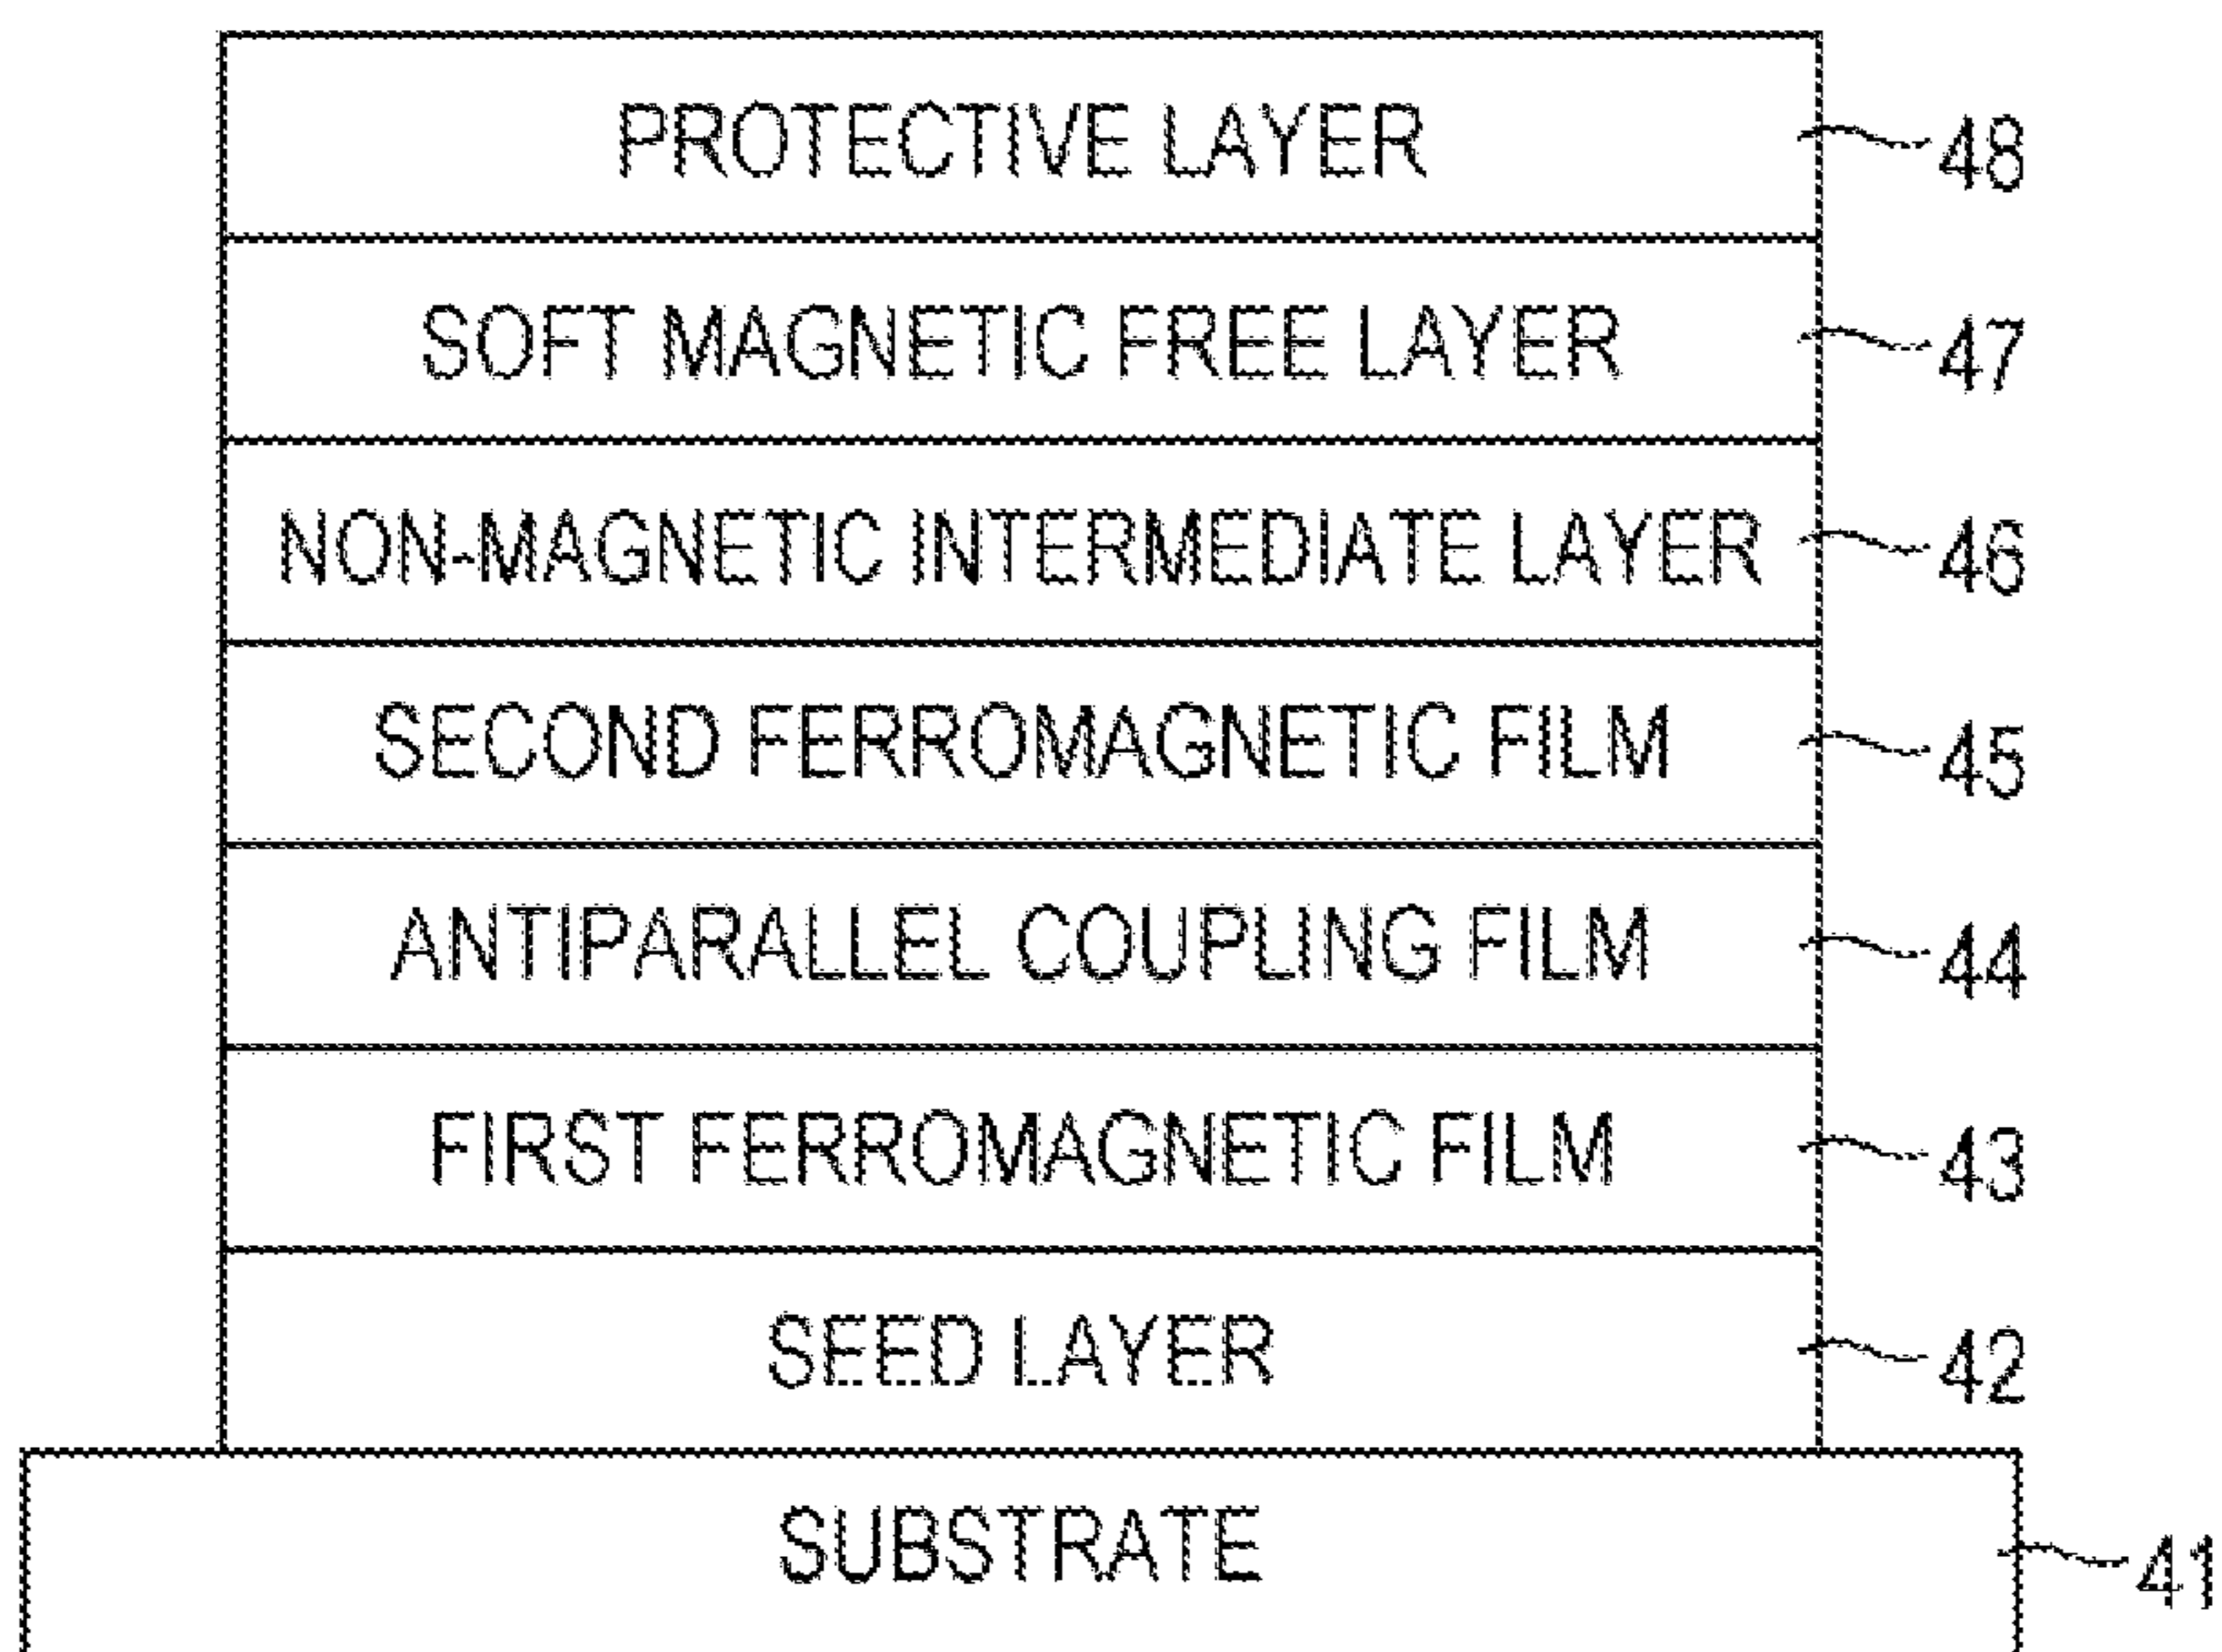 PROTECTIVE LAYER 48
SOFT MAGNETIC FREE LAYER 47
NON-MAGNETIC INTERMEDIATE LAYER 46
SECOND FERROMAGNETIC FILM 45
ANTIPARALLEL COUPLING FILM 44
FIRST FERROMAGNETIC FILM 43
SEED LAYER 42
SUBSTRATE 41